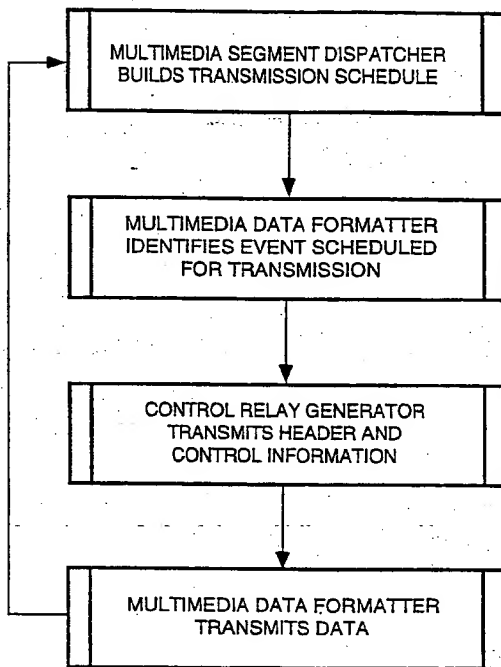 MULTIMEDIA SEGMENT DISPATCHER
BUILDS TRANSMISSION SCHEDULE
MULTIMEDIA DATA FORMATTER
IDENTIFIES EVENT SCHEDULED
FOR TRANSMISSION
CONTROL RELAY GENERATOR
TRANSMITS HEADER AND
CONTROL INFORMATION
MULTIMEDIA DATA FORMATTER
TRANSMITS DATA